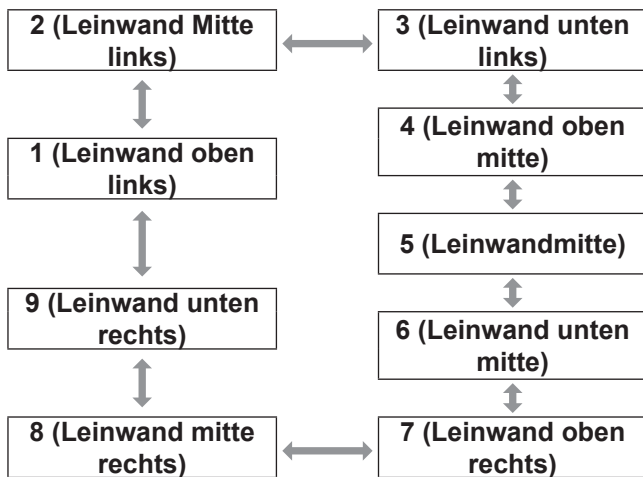 2 (Leinwand Mitte
links)
3 (Leinwand unten
links)
1 (Leinwand oben
links)
4 (Leinwand oben
mitte)
5 (Leinwandmitte)
9 (Leinwand unten
rechts)
6 (Leinwand unten
mitte)
8 (Leinwand mitte
rechts)
7 (Leinwand oben
rechts)